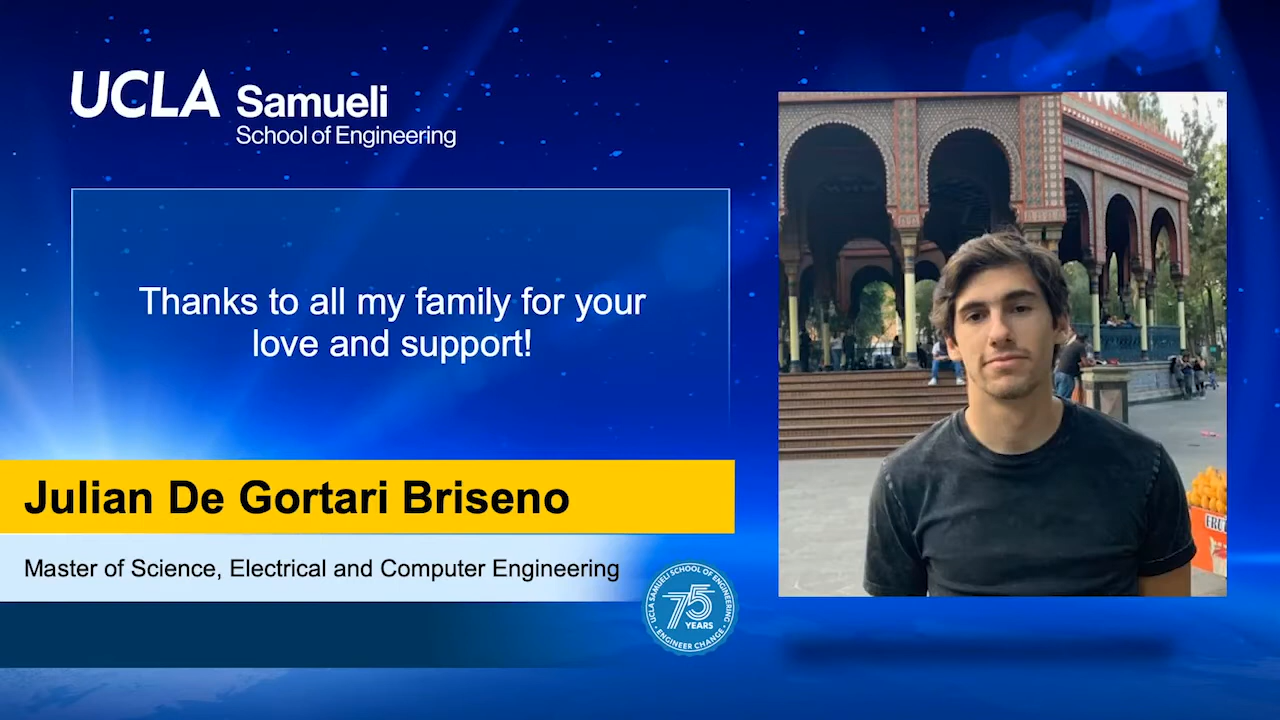 UCLA Samueli
School of Engineering
Thanks to all my family for your
love and support!
Julian De Gortari Briseno
Master of Science, Electrical and Computer Engineering
UCLA SAMUELI SCHOOL OF ENGINEERING
75
YEARS
ENGINEER CHANGE